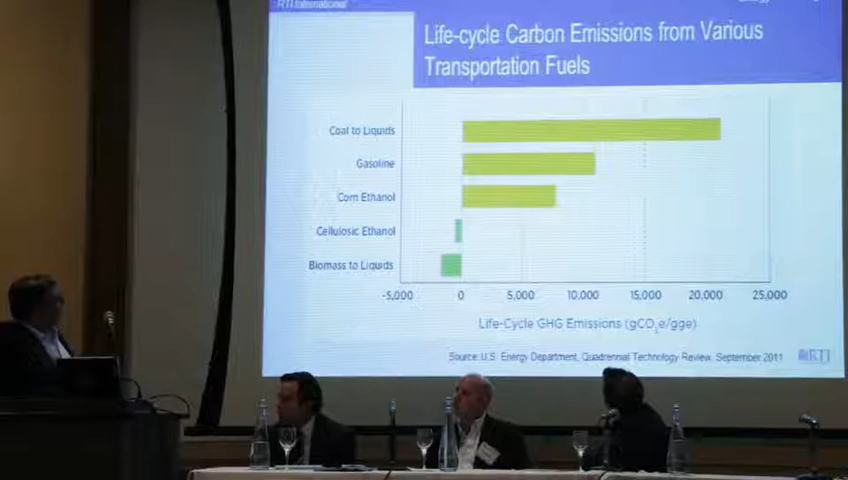 RTI International
Life-cycle Carbon Emissions from Various
Transportation Fuels
Coal to Liquids
Gasoline
Corn Ethanol
Cellulosic Ethanol
Biomass to Liquids
-5,000 0 5,000 10,000 15,000 20,000 25,000
Life-Cycle GHG Emissions (gCO₂e/gge)
Source: U.S. Energy Department, Quadrennial Technology Review. September 2011
RTI